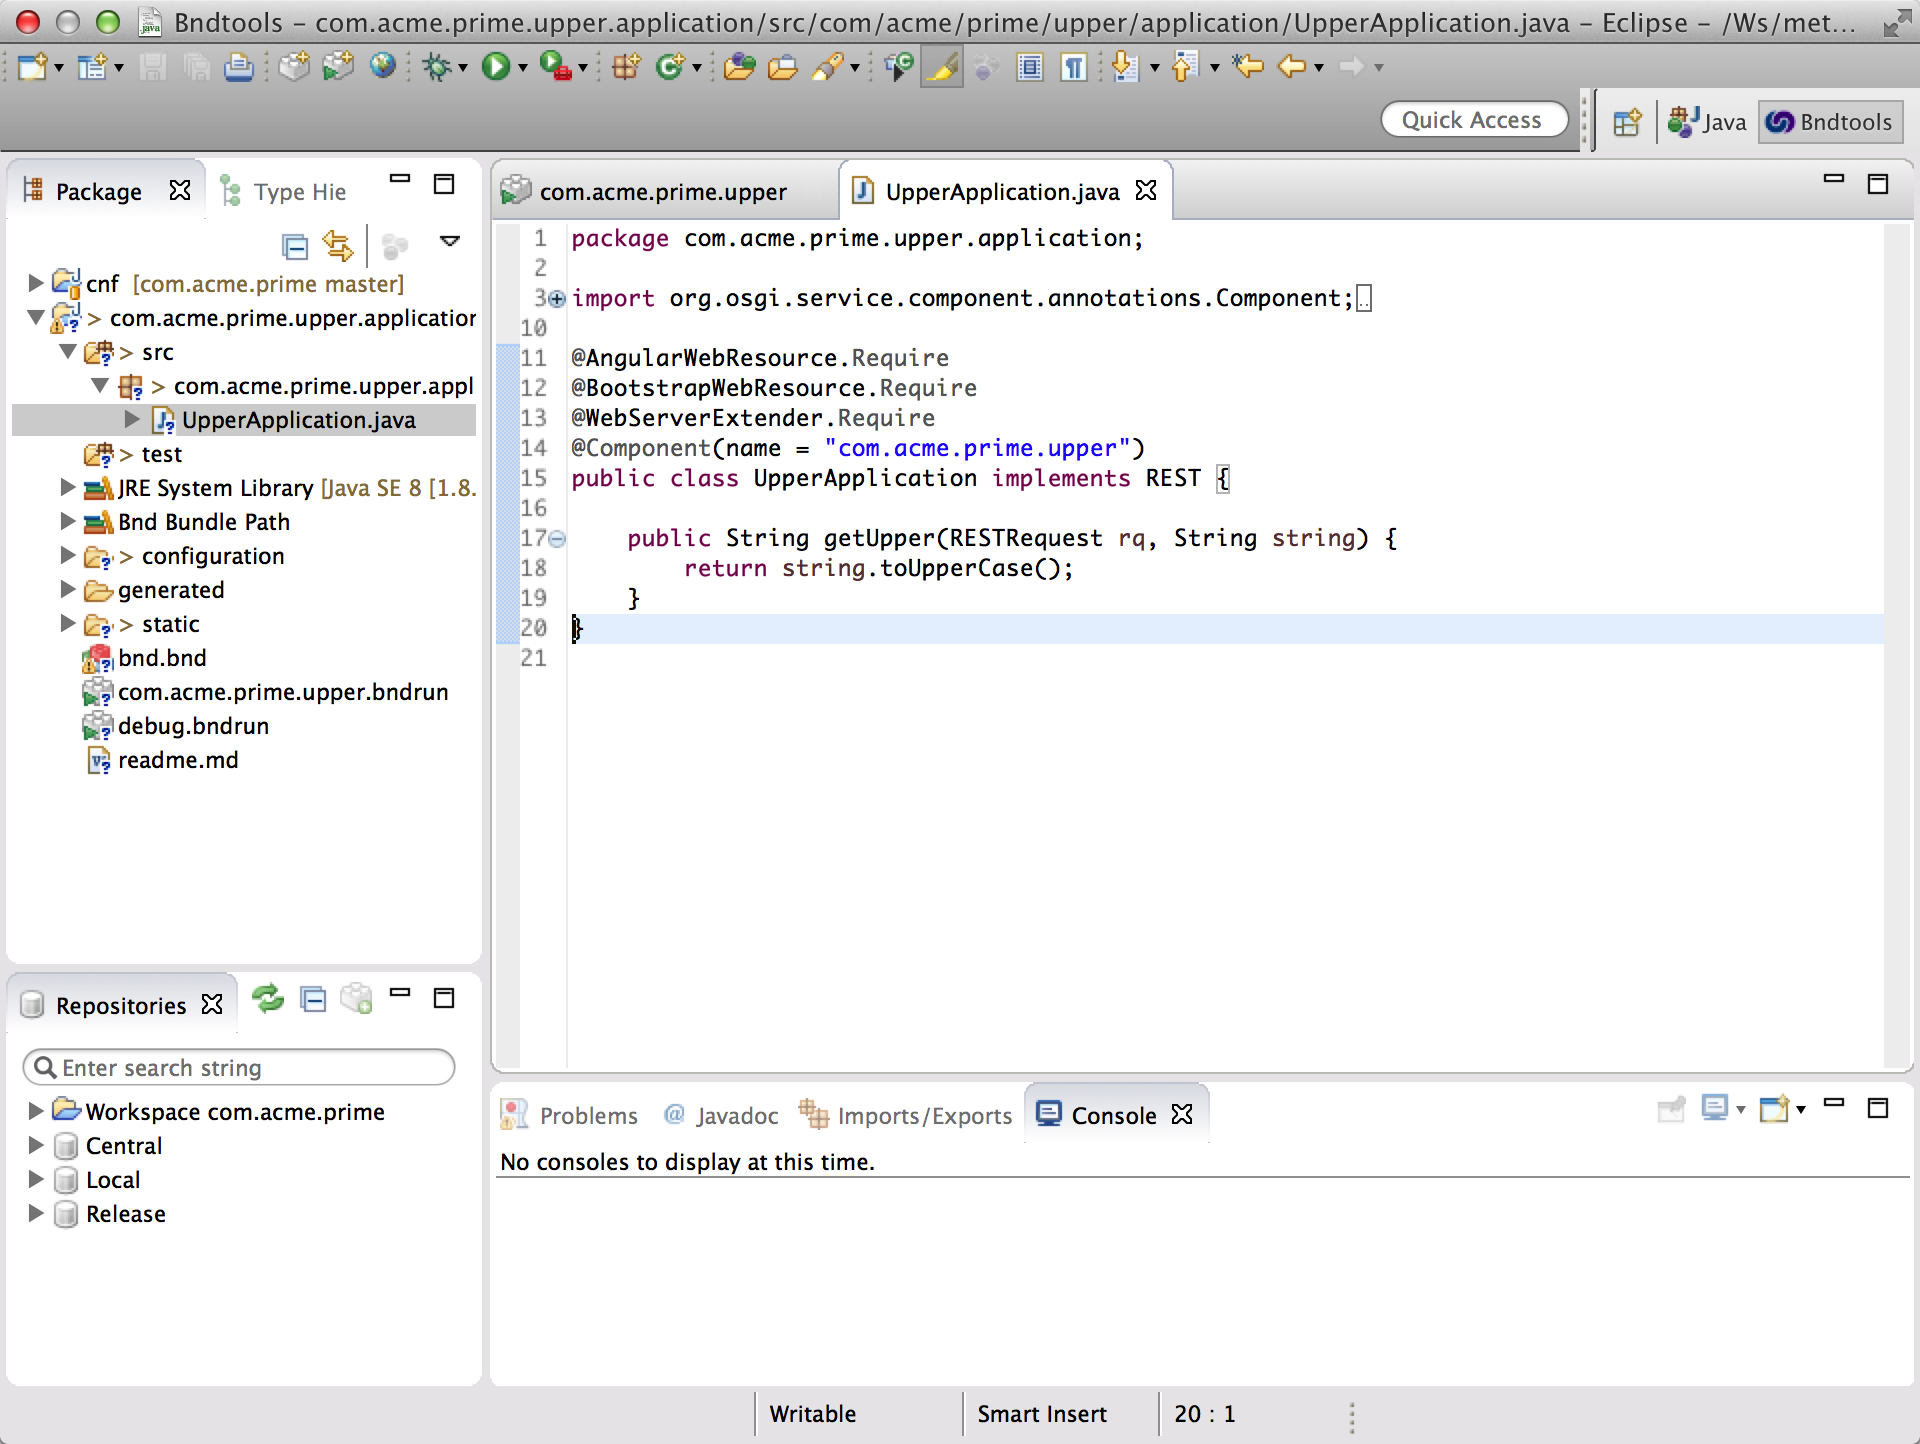 Bndtools – com.acme.prime.upper.application/src/com/acme/prime/upper/application/UpperApplication.java – Eclipse – /Ws/met...
Quick Access
Java
Bndtools
Package
Type Hie
cnf [com.acme.prime master]
> com.acme.prime.upper.application
> src
> com.acme.prime.upper.appl
UpperApplication.java
> test
JRE System Library [Java SE 8 [1.8.
Bnd Bundle Path
> configuration
generated
> static
bnd.bnd
com.acme.prime.upper.bndrun
debug.bndrun
readme.md
com.acme.prime.upper
UpperApplication.java
1 package com.acme.prime.upper.application;
2
3 import org.osgi.service.component.annotations.Component;
10
11 @AngularWebResource.Require
12 @BootstrapWebResource.Require
13 @WebServerExtender.Require
14 @Component(name = "com.acme.prime.upper")
15 public class UpperApplication implements REST {
16
17 public String getUpper(RESTRequest rq, String string) {
18 return string.toUpperCase();
19 }
20 }
21
Repositories
Enter search string
Workspace com.acme.prime
Central
Local
Release
Problems
Javadoc
Imports/Exports
Console
No consoles to display at this time.
Writable
Smart Insert
20 : 1